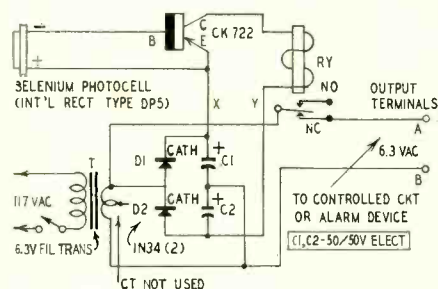 −
C
B
E
CK 722
+
SELENIUM PHOTOCELL
(INT'L RECT TYPE DP5)
RY
X
Y
NO
NC
OUTPUT
TERMINALS
A
6.3 VAC
B
D1
CATH
+
C1
D2
CATH
+
C2
T
117 VAC
6.3V FIL TRANS
IN34 (2)
CT NOT USED
TO CONTROLLED CKT
OR ALARM DEVICE
C1,C2-50/50V ELECT